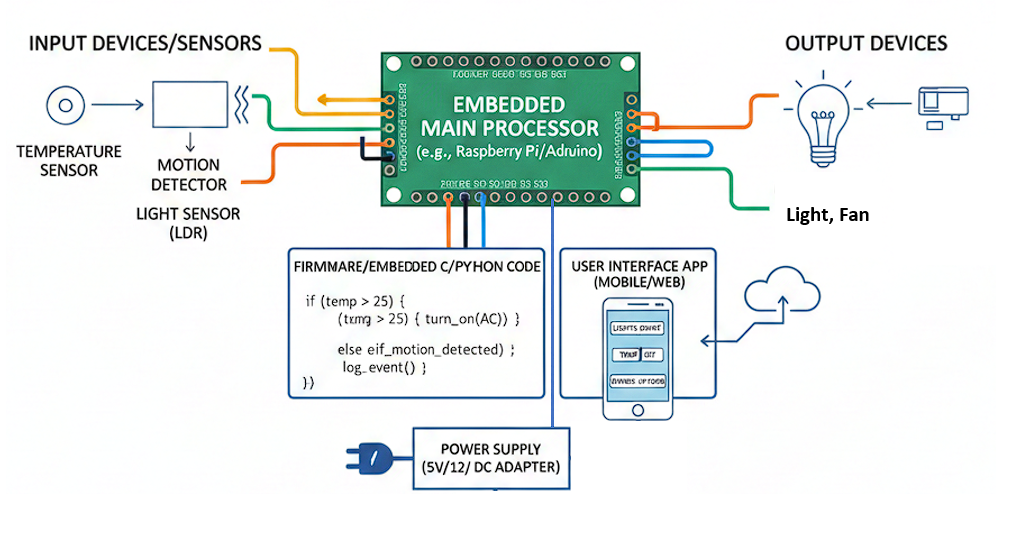 INPUT DEVICES/SENSORS
OUTPUT DEVICES
EMBEDDED
MAIN PROCESSOR
(e.g., Raspberry Pi/Adruino)
TEMPERATURE
SENSOR
MOTION
DETECTOR
LIGHT SENSOR
(LDR)
Light, Fan
FIRMMARE/EMBEDDED C/PYHON CODE
if (temp > 25) {
> 25) { turn_on(AC)) }
else eif_motion_detected) ;
log_event() }
})
USER INTERFACE APP
(MOBILE/WEB)
POWER SUPPLY
(5V/12/ DC ADAPTER)